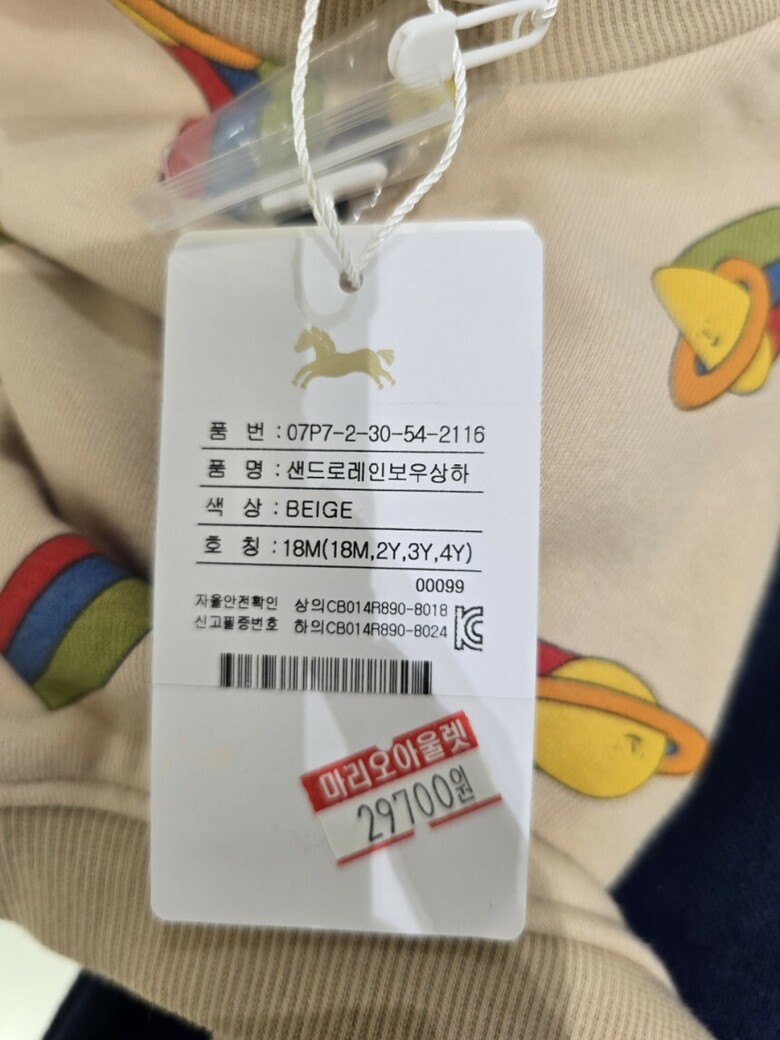 품 번 : 07P7-2-30-54-2116
품 명 : 샌드로레인보우상하
색 상 : BEIGE
호 칭 : 18M(18M,2Y,3Y,4Y)
00099
자율안전확인 상의CB014R890-8018
신고필증번호 하의CB014R890-8024
마리오아울렛
29700원